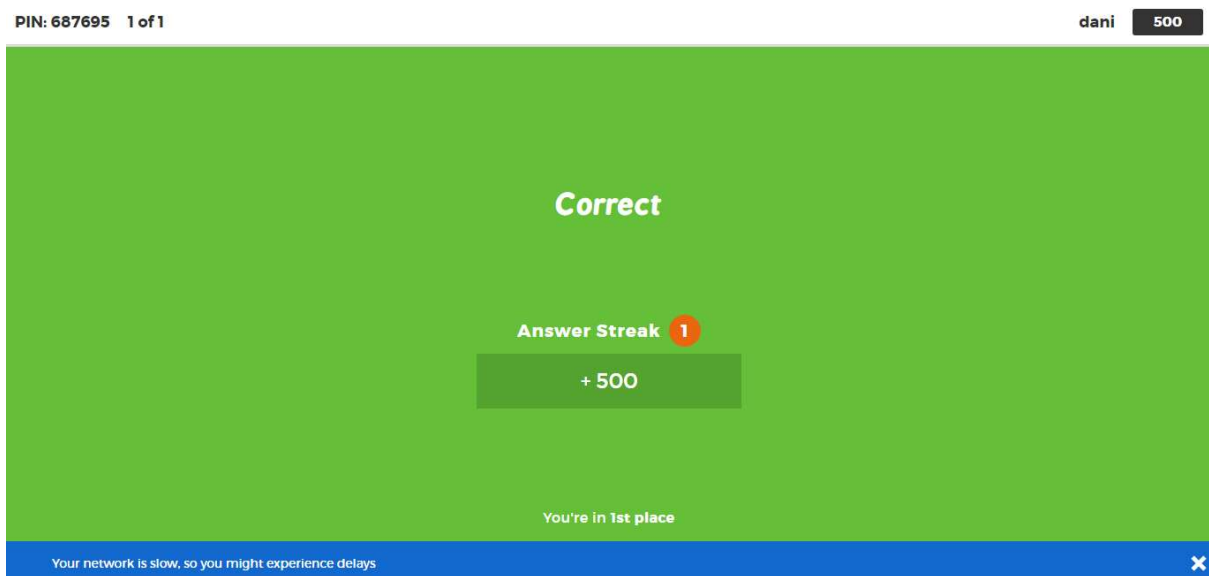 PIN: 687695 1 of 1 dani 500
Correct
Answer Streak 1
+ 500
You're in 1st place
Your network is slow, so you might experience delays